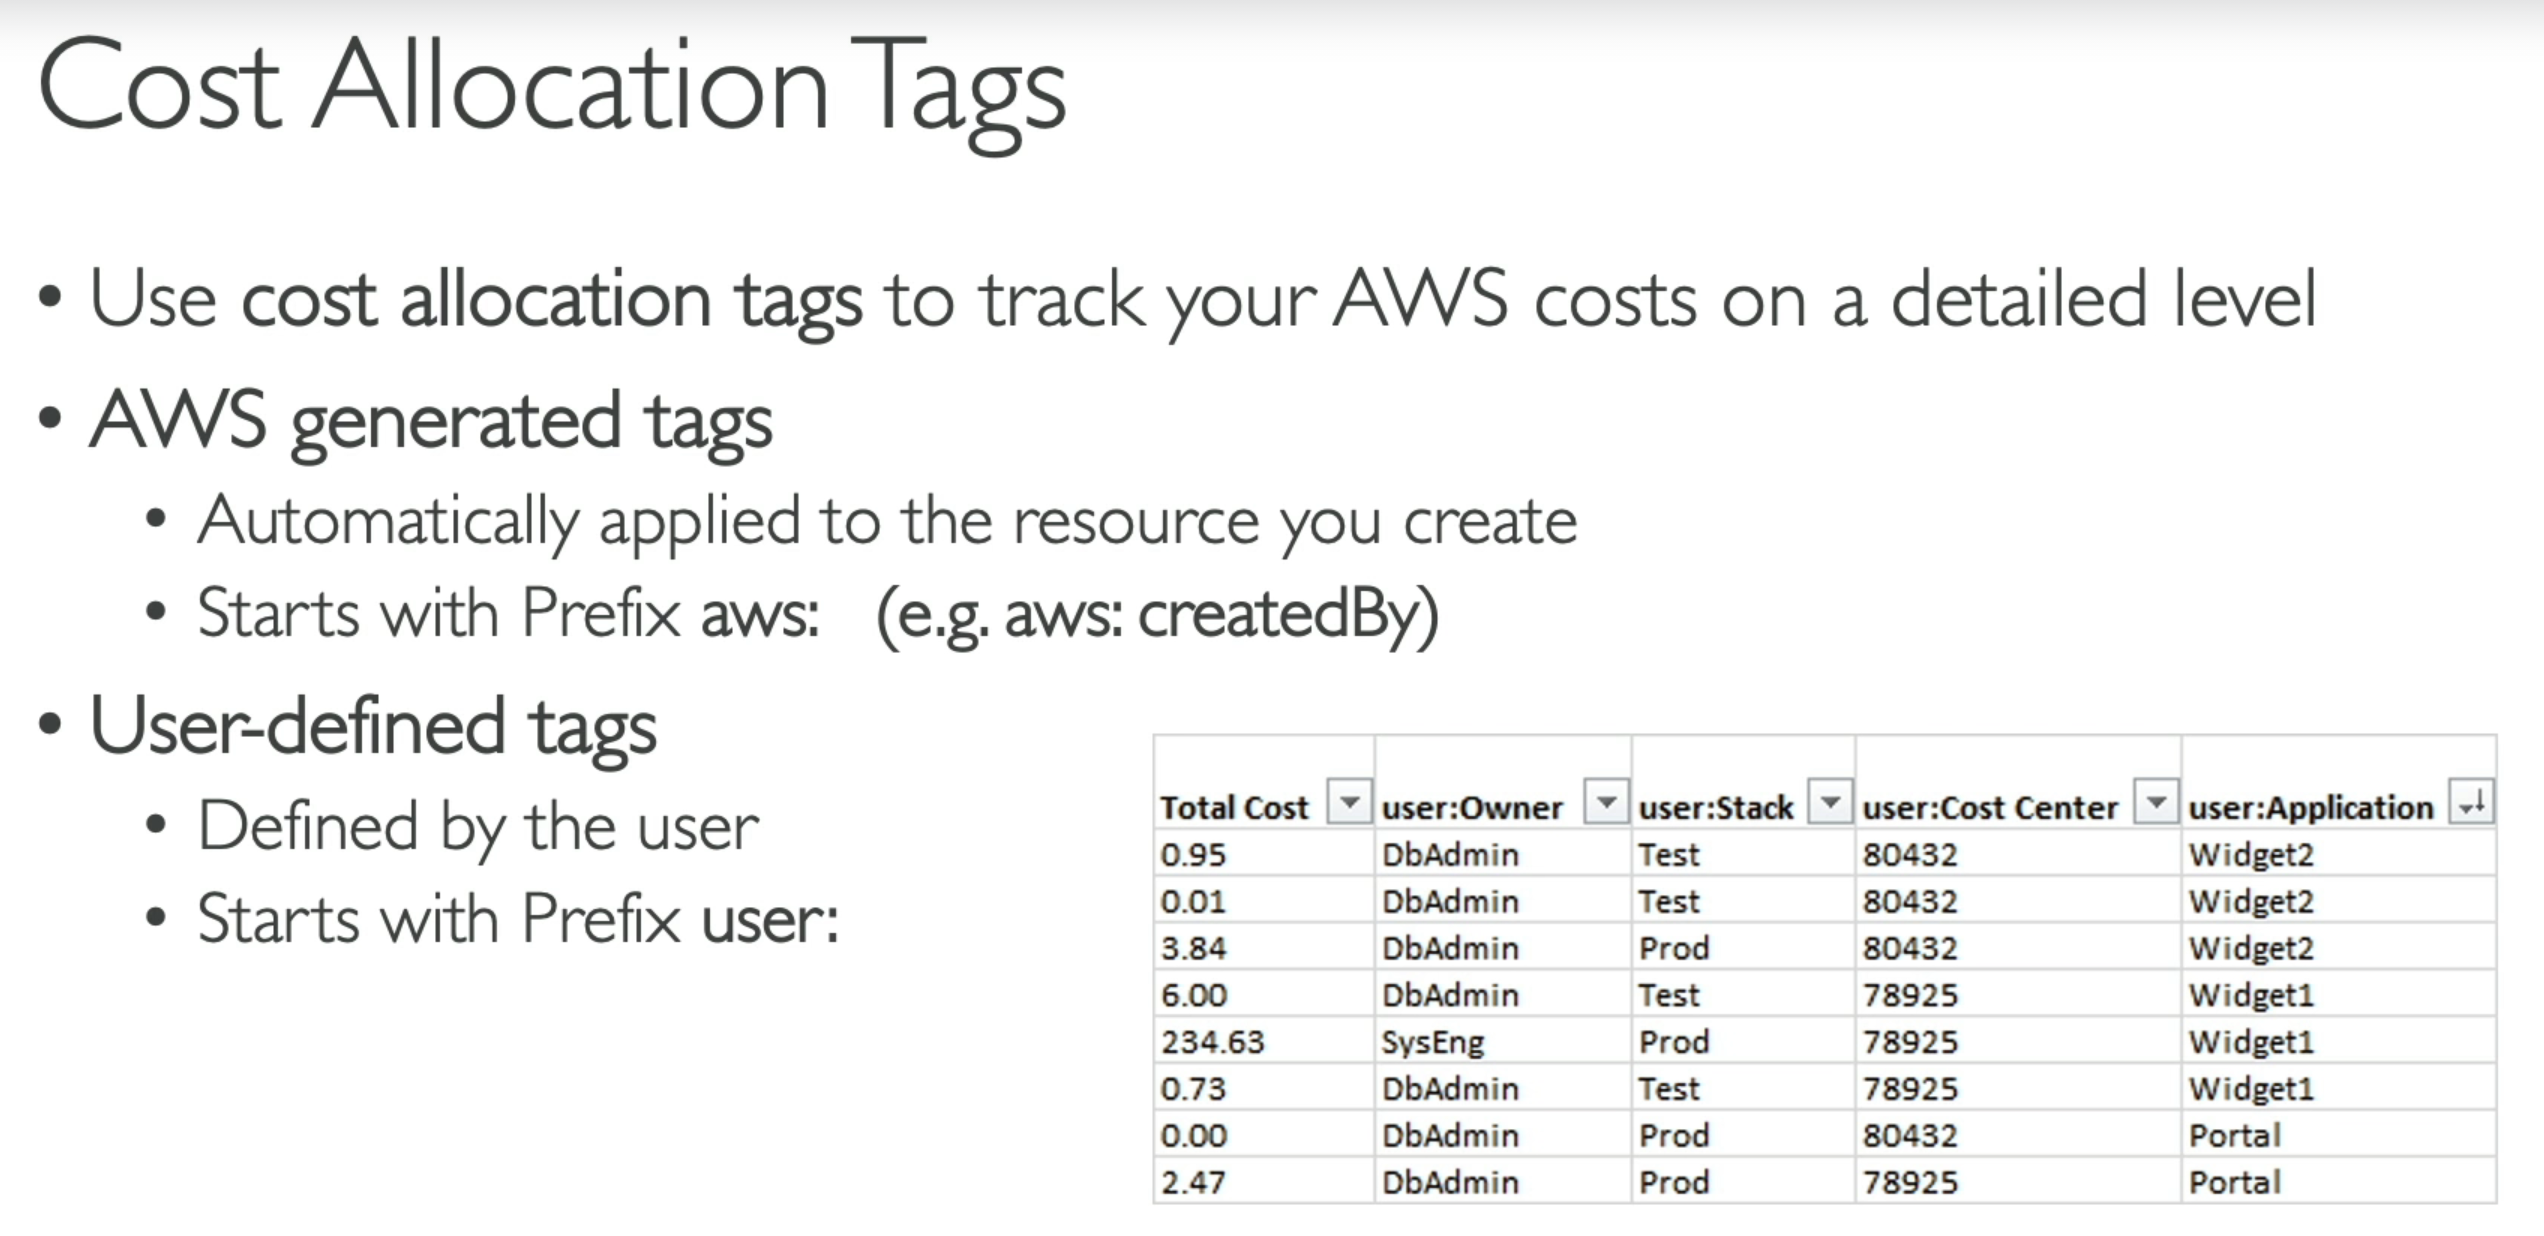 Cost Allocation Tags
• Use cost allocation tags to track your AWS costs on a detailed level
• AWS generated tags
• Automatically applied to the resource you create
• Starts with Prefix aws: (e.g. aws: createdBy)
• User-defined tags
• Defined by the user
• Starts with Prefix user:
Total Cost user:Owner user:Stack user:Cost Center user:Application
0.95 DbAdmin Test 80432 Widget2
0.01 DbAdmin Test 80432 Widget2
3.84 DbAdmin Prod 80432 Widget2
6.00 DbAdmin Test 78925 Widget1
234.63 SysEng Prod 78925 Widget1
0.73 DbAdmin Test 78925 Widget1
0.00 DbAdmin Prod 80432 Portal
2.47 DbAdmin Prod 78925 Portal